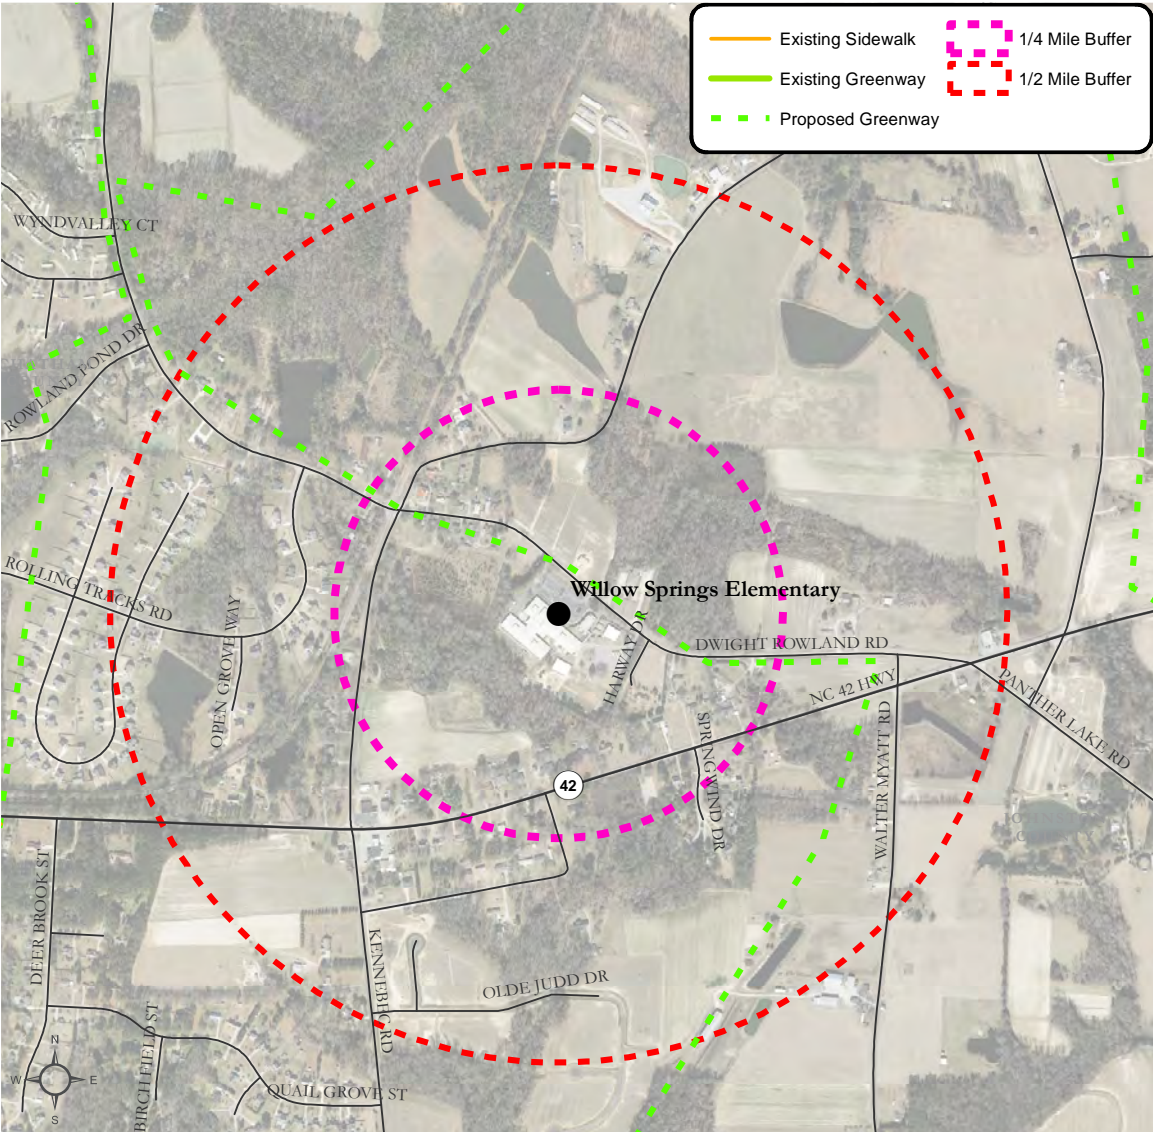 Existing Sidewalk
1/4 Mile Buffer
Existing Greenway
1/2 Mile Buffer
Proposed Greenway
WYNDVALLEY CT
ROWLAND POND DR
ROLLING TRACKS RD
OPEN GROVE WAY
Willow Springs Elementary
HARWAY DR
DWIGHT ROWLAND RD
NC 42 HWY
PANTHER LAKE RD
SPRINGWIND DR
WALTER MYATT RD
42
DEER BROOK ST
KENNEBEC RD
OLDE JUDD DR
BIRCHFIELD ST
QUAIL GROVE ST
N
W
E
S